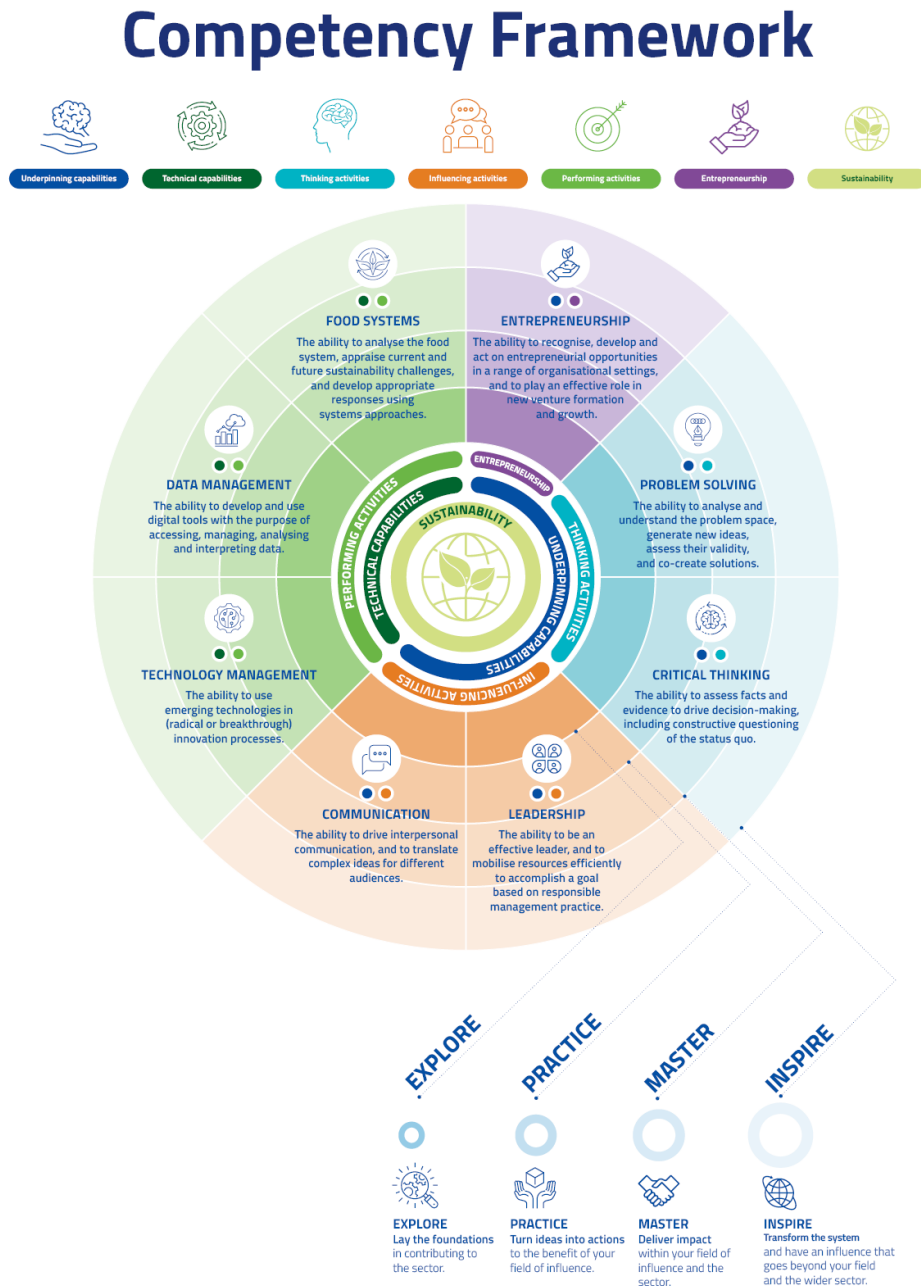 Competency Framework
Underpinning capabilities
Technical capabilities
Thinking activities
Influencing activities
Performing activities
Entrepreneurship
Sustainability
FOOD SYSTEMS
The ability to analyse the food
system, appraise current and
future sustainability challenges,
and develop appropriate
responses using
systems approaches.
ENTREPRENEURSHIP
The ability to recognise, develop and
act on entrepreneurial opportunities
in a range of organisational settings,
and to play an effective role in
new venture formation
and growth.
DATA MANAGEMENT
The ability to develop and use
digital tools with the purpose of
accessing, managing, analysing
and interpreting data.
PROBLEM SOLVING
The ability to analyse and
understand the problem space,
generate new ideas,
assess their validity,
and co-create solutions.
PERFORMING ACTIVITIES
TECHNICAL CAPABILITIES
SUSTAINABILITY
ENTREPRENEURSHIP
THINKING ACTIVITIES
UNDERPINNING CAPABILITIES
INFLUENCING ACTIVITIES
TECHNOLOGY MANAGEMENT
The ability to use
emerging technologies in
(radical or breakthrough)
innovation processes.
CRITICAL THINKING
The ability to assess facts and
evidence to drive decision-making,
including constructive questioning
of the status quo.
COMMUNICATION
The ability to drive interpersonal
communication, and to translate
complex ideas for different
audiences.
LEADERSHIP
The ability to be an
effective leader, and to
mobilise resources efficiently
to accomplish a goal
based on responsible
management practice.
EXPLORE
PRACTICE
MASTER
INSPIRE
EXPLORE
Lay the foundations
in contributing to
the sector.
PRACTICE
Turn ideas into actions
to the benefit of your
field of influence.
MASTER
Deliver impact
within your field of
influence and the
sector.
INSPIRE
Transform the system
and have an influence that
goes beyond your field
and the wider sector.